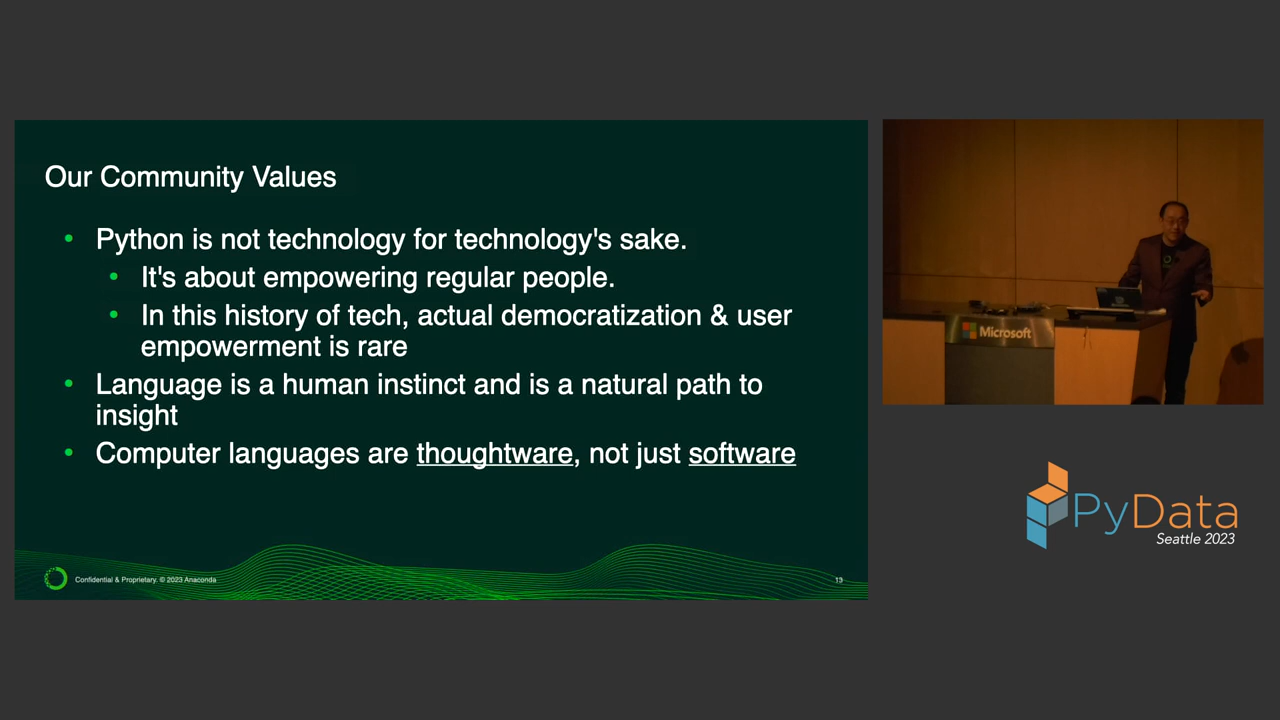 Our Community Values
• Python is not technology for technology's sake.
• It's about empowering regular people.
• In this history of tech, actual democratization & user
empowerment is rare
• Language is a human instinct and is a natural path to
insight
• Computer languages are thoughtware, not just software
Confidential & Proprietary. © 2023 Anaconda
13
Microsoft
PyData
Seattle 2023